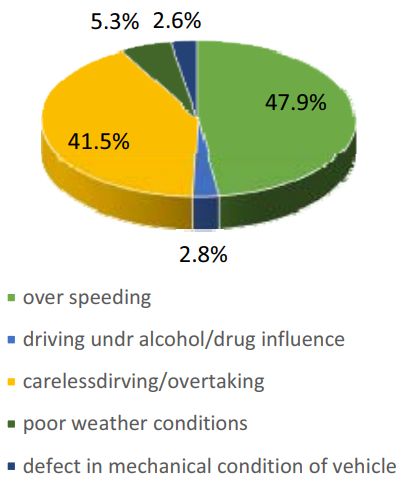 5.3% 2.6%
47.9%
41.5%
2.8%
over speeding
driving undr alcohol/drug influence
carelessdirving/overtaking
poor weather conditions
defect in mechanical condition of vehicle